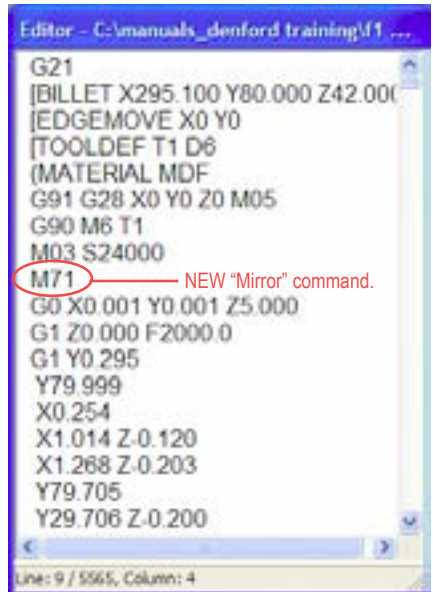 Editor - C:\manuals_denford training\f1 ...
G21
[BILLET X295.100 Y80.000 Z42.00(
[EDGEMOVE X0 Y0
[TOOLDEF T1 D6
(MATERIAL MDF
G91 G28 X0 Y0 Z0 M05
G90 M6 T1
M03 S24000
M71 NEW “Mirror” command.
G0 X0.001 Y0.001 Z5.000
G1 Z0.000 F2000.0
G1 Y0.295
Y79.999
X0.254
X1.014 Z-0.120
X1.268 Z-0.203
Y79.705
Y29.706 Z-0.200
Line: 9 / 5565, Column: 4